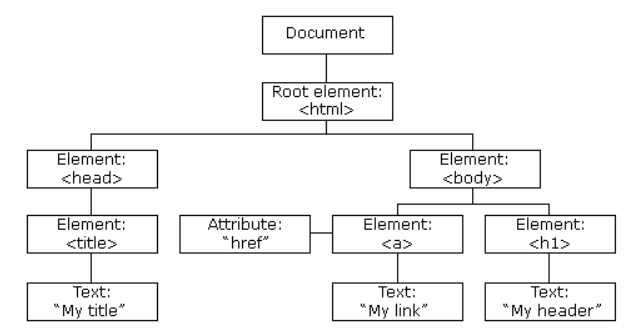 Document
Root element:
<html>
Element:
<head>
Element:
<body>
Element:
<title>
Attribute:
"href"
Element:
<a>
Element:
<h1>
Text:
"My title"
Text:
"My link"
Text:
"My header"